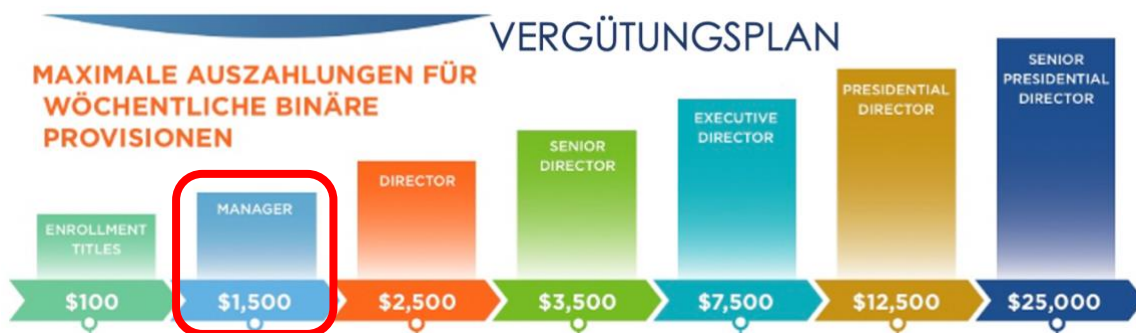 VERGÜTUNGSPLAN
MAXIMALE AUSZAHLUNGEN FÜR
WÖCHENTLICHE BINÄRE
PROVISIONEN
ENROLLMENT
TITLES
MANAGER
DIRECTOR
SENIOR
DIRECTOR
EXECUTIVE
DIRECTOR
PRESIDENTIAL
DIRECTOR
SENIOR
PRESIDENTIAL
DIRECTOR
$100
$1,500
$2,500
$3,500
$7,500
$12,500
$25,000